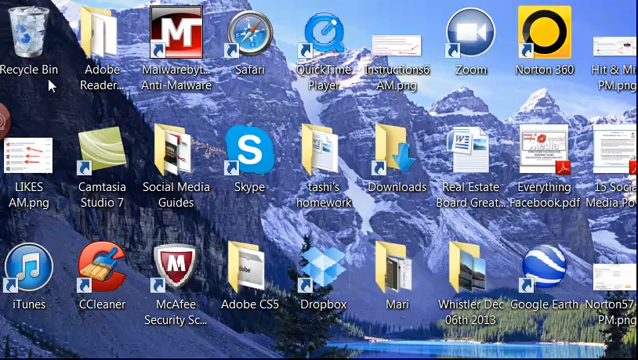 Recycle Bin
Adobe
Reader...
Malwarebyt...
Anti-Malware
Safari
QuickTime
Player
Instructions6
AM.png
Zoom
Norton 360
Hit & Mi
PM.png
LIKES
AM.png
Camtasia
Studio 7
Social Media
Guides
Skype
tashi's
homework
Downloads
Real Estate
Board Great...
Everything
Facebook.pdf
15 Socia
Media Po
iTunes
CCleaner
McAfee
Security Sc...
Adobe CS5
Dropbox
Mari
Whistler Dec
06th 2013
Google Earth
Norton57
PM.png